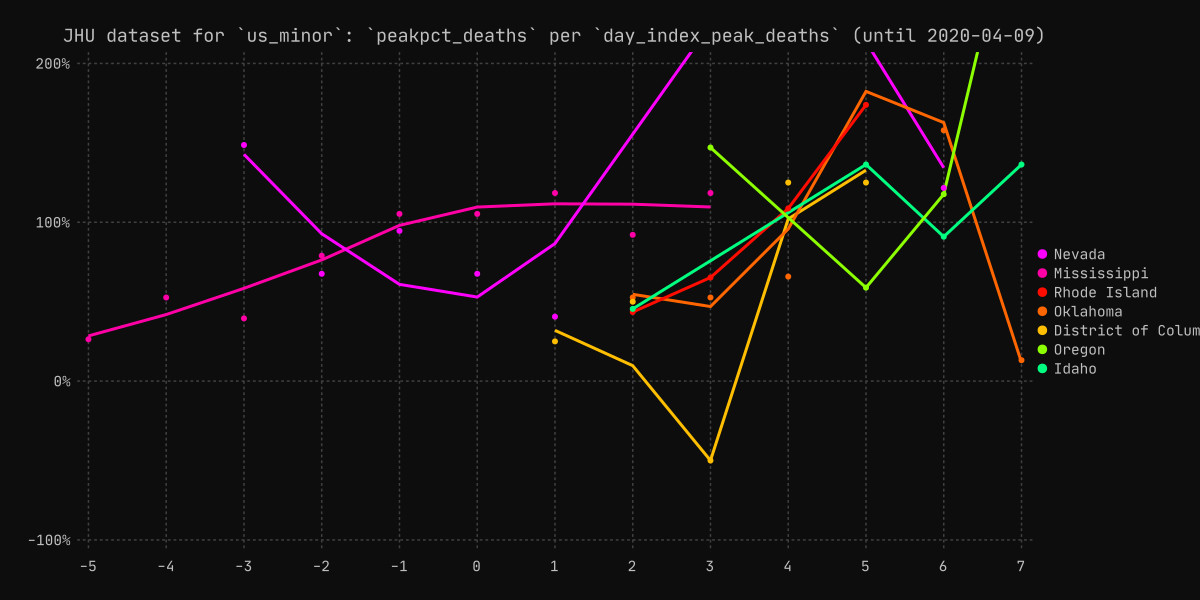 JHU dataset for `us_minor`: `peakpct_deaths` per `day_index_peak_deaths` (until 2020-04-09)
200%
100%
0%
-100%
-5 -4 -3 -2 -1 0 1 2 3 4 5 6 7
Nevada
Mississippi
Rhode Island
Oklahoma
District of Colum
Oregon
Idaho